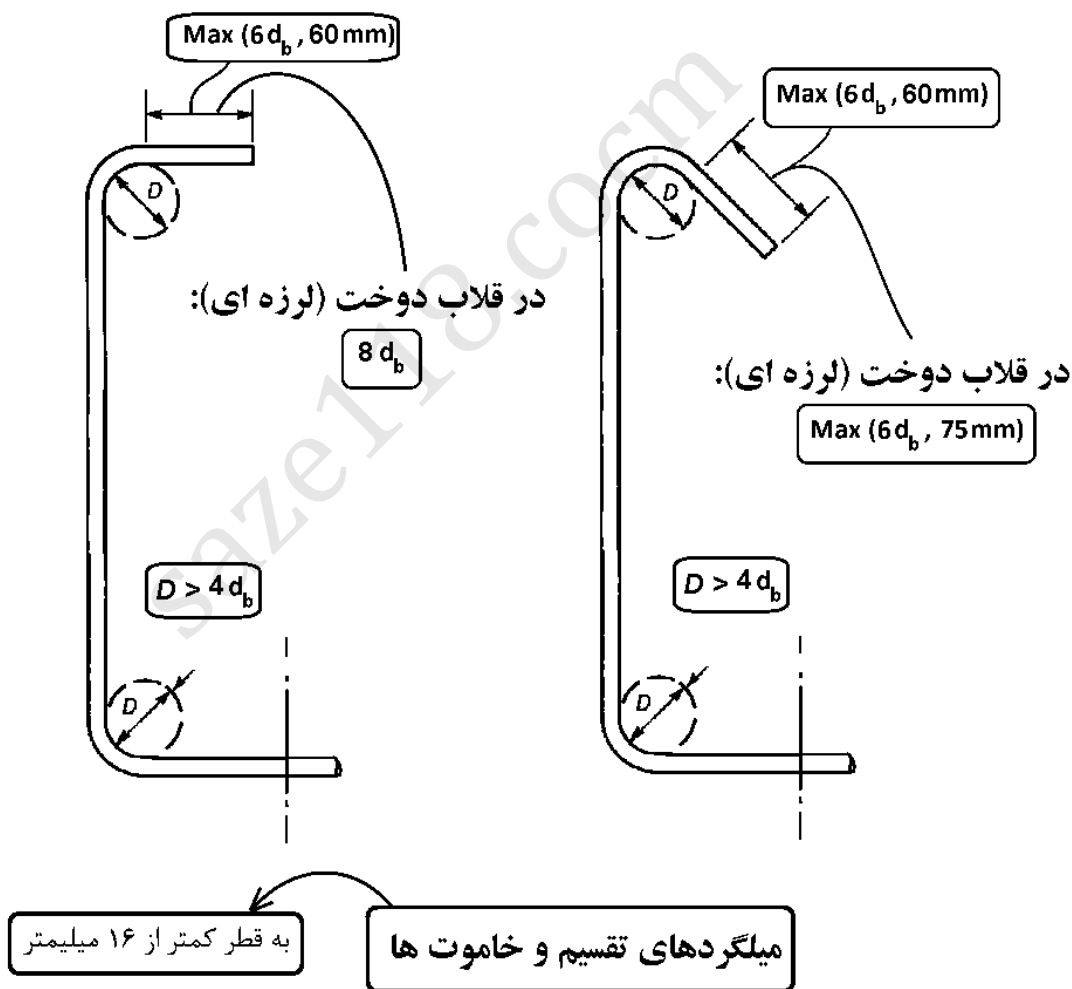 Max (6d_b , 60mm)
Max (6d_b , 60mm)
D
D
در قلاب دوخت (لرزه ای):
8 d_b
در قلاب دوخت (لرزه ای):
Max (6d_b , 75mm)
D > 4d_b
D > 4d_b
D
D
میلگردهای تقسیم و خاموت ها
به قطر کمتر از ۱۶ میلیمتر
saze118.cocm